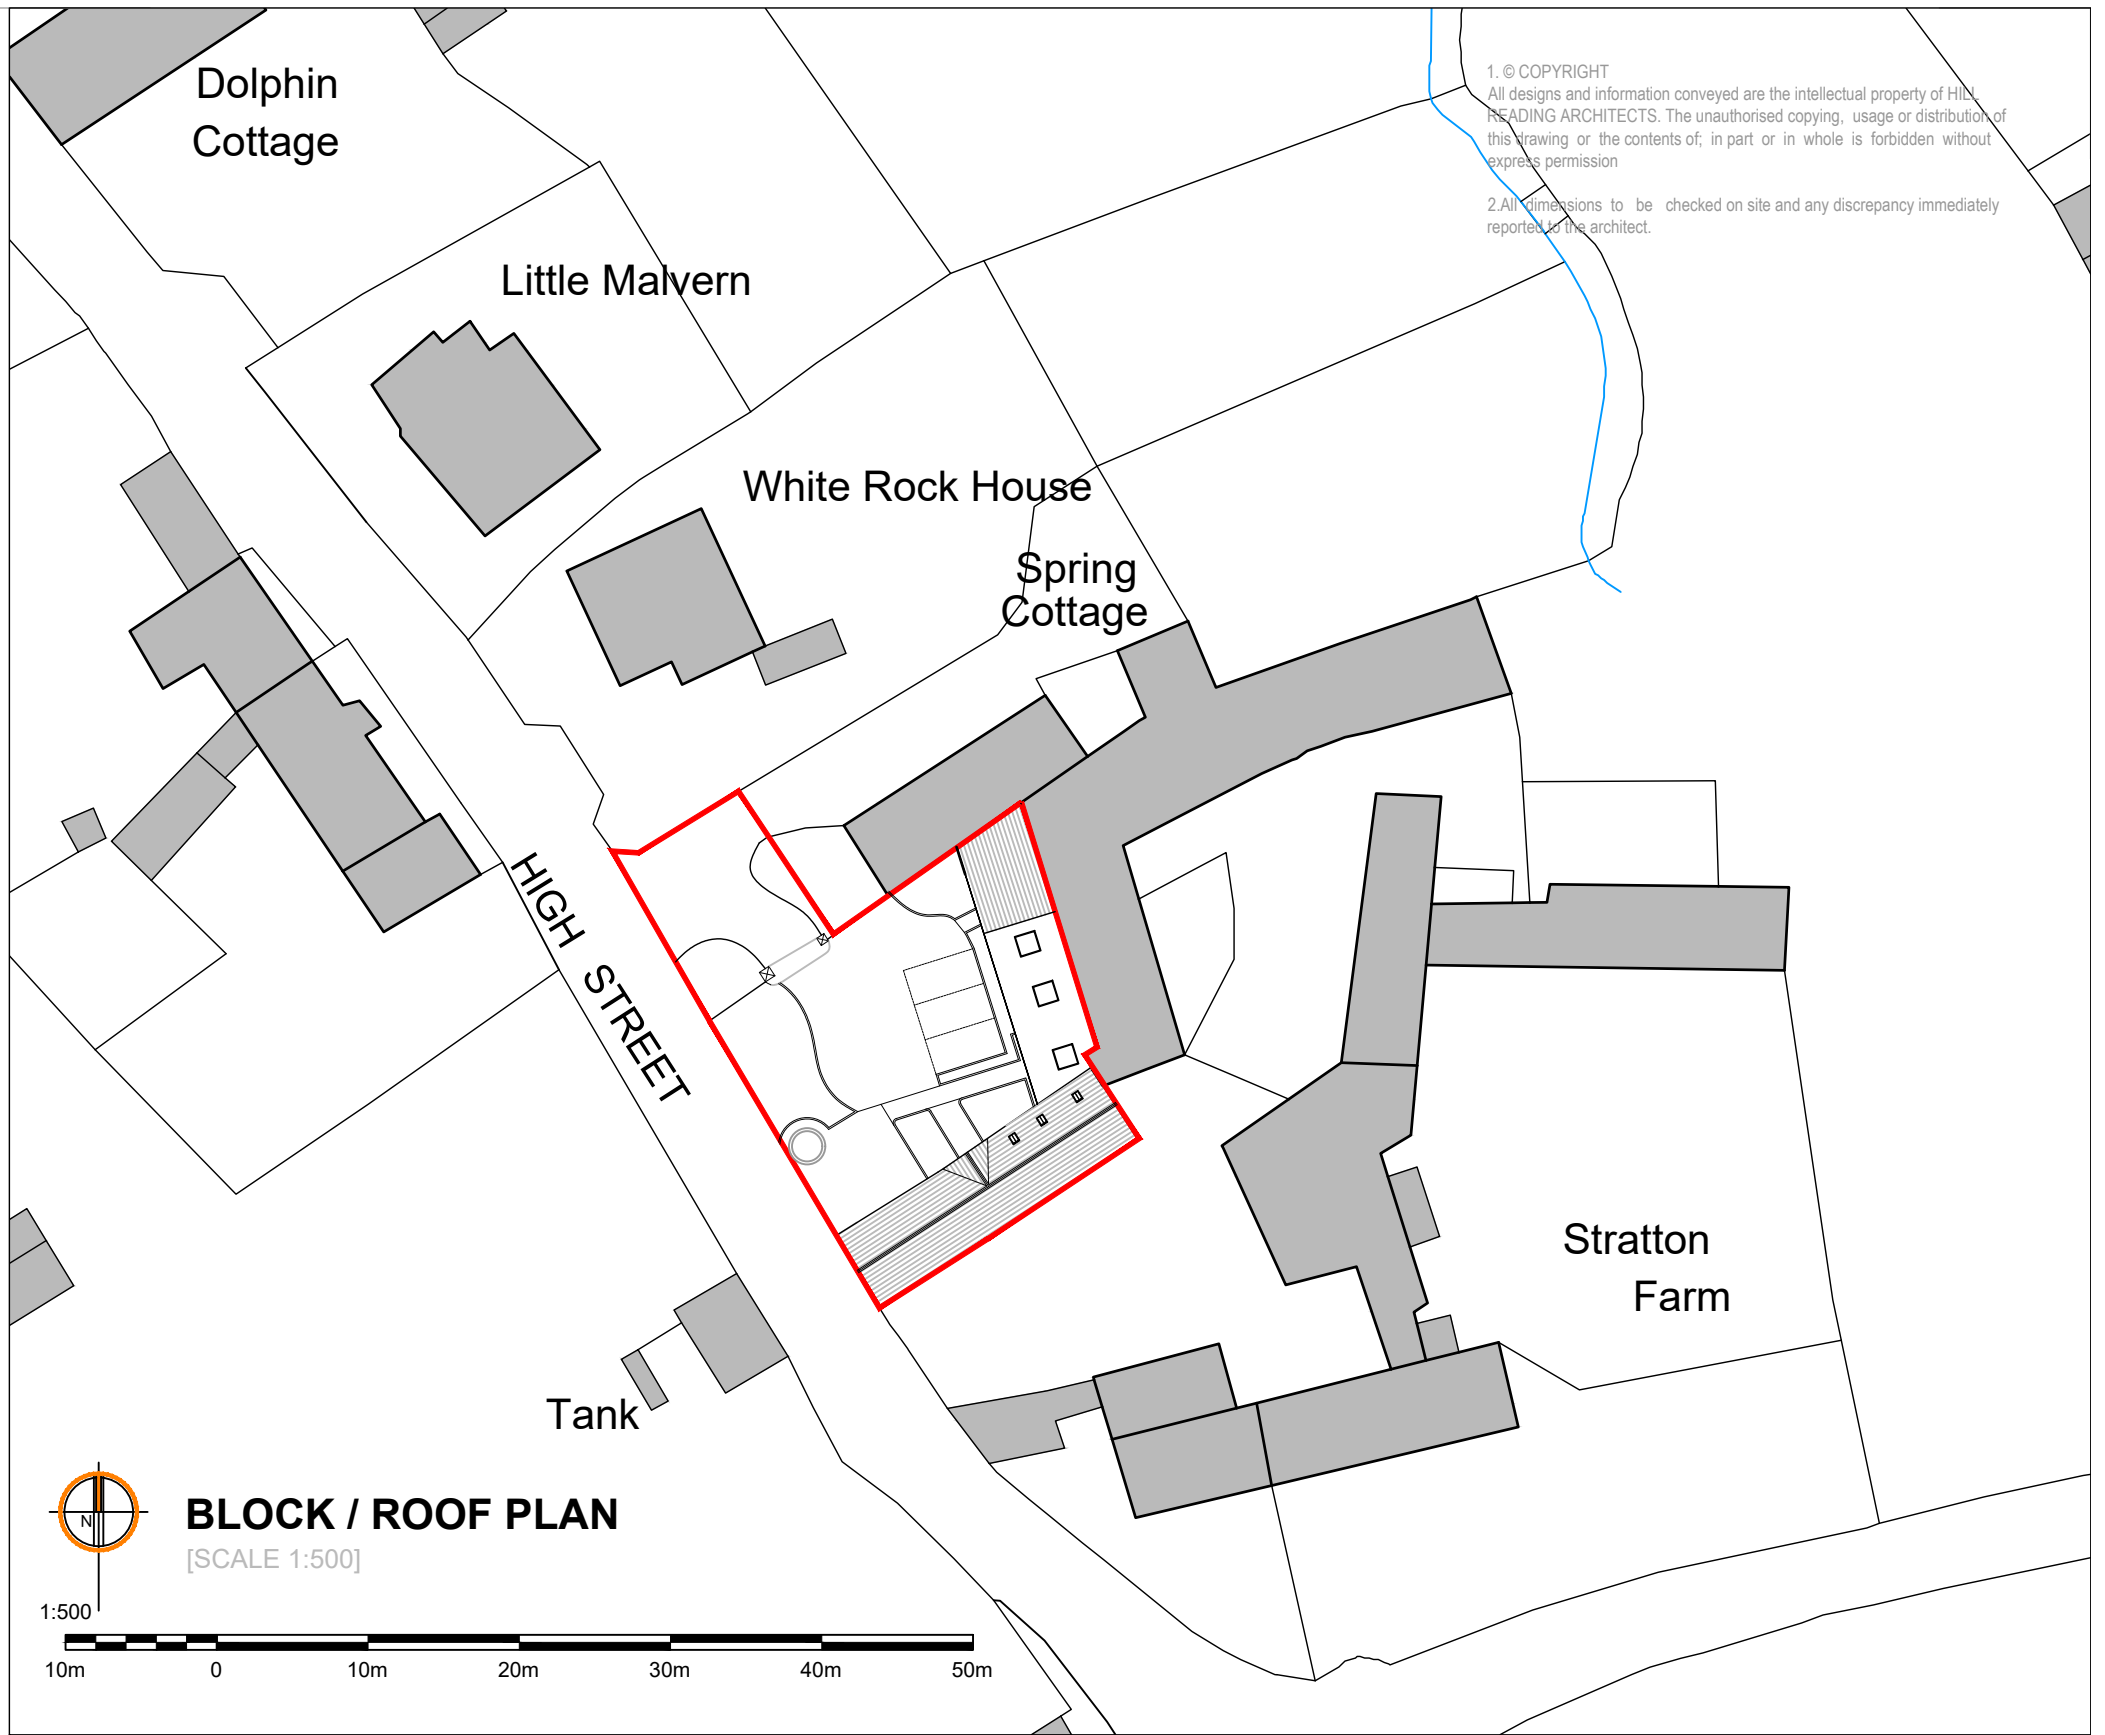 Dolphin
Cottage
1. © COPYRIGHT
All designs and information conveyed are the intellectual property of HILL
READING ARCHITECTS. The unauthorised copying, usage or distribution of
this drawing or the contents of; in part or in whole is forbidden without
express permission
2.All dimensions to be checked on site and any discrepancy immediately
reported to the architect.
Little Malvern
White Rock House
Spring
Cottage
HIGH STREET
Stratton
Farm
Tank
N
BLOCK / ROOF PLAN
[SCALE 1:500]
1:500
10m 0 10m 20m 30m 40m 50m